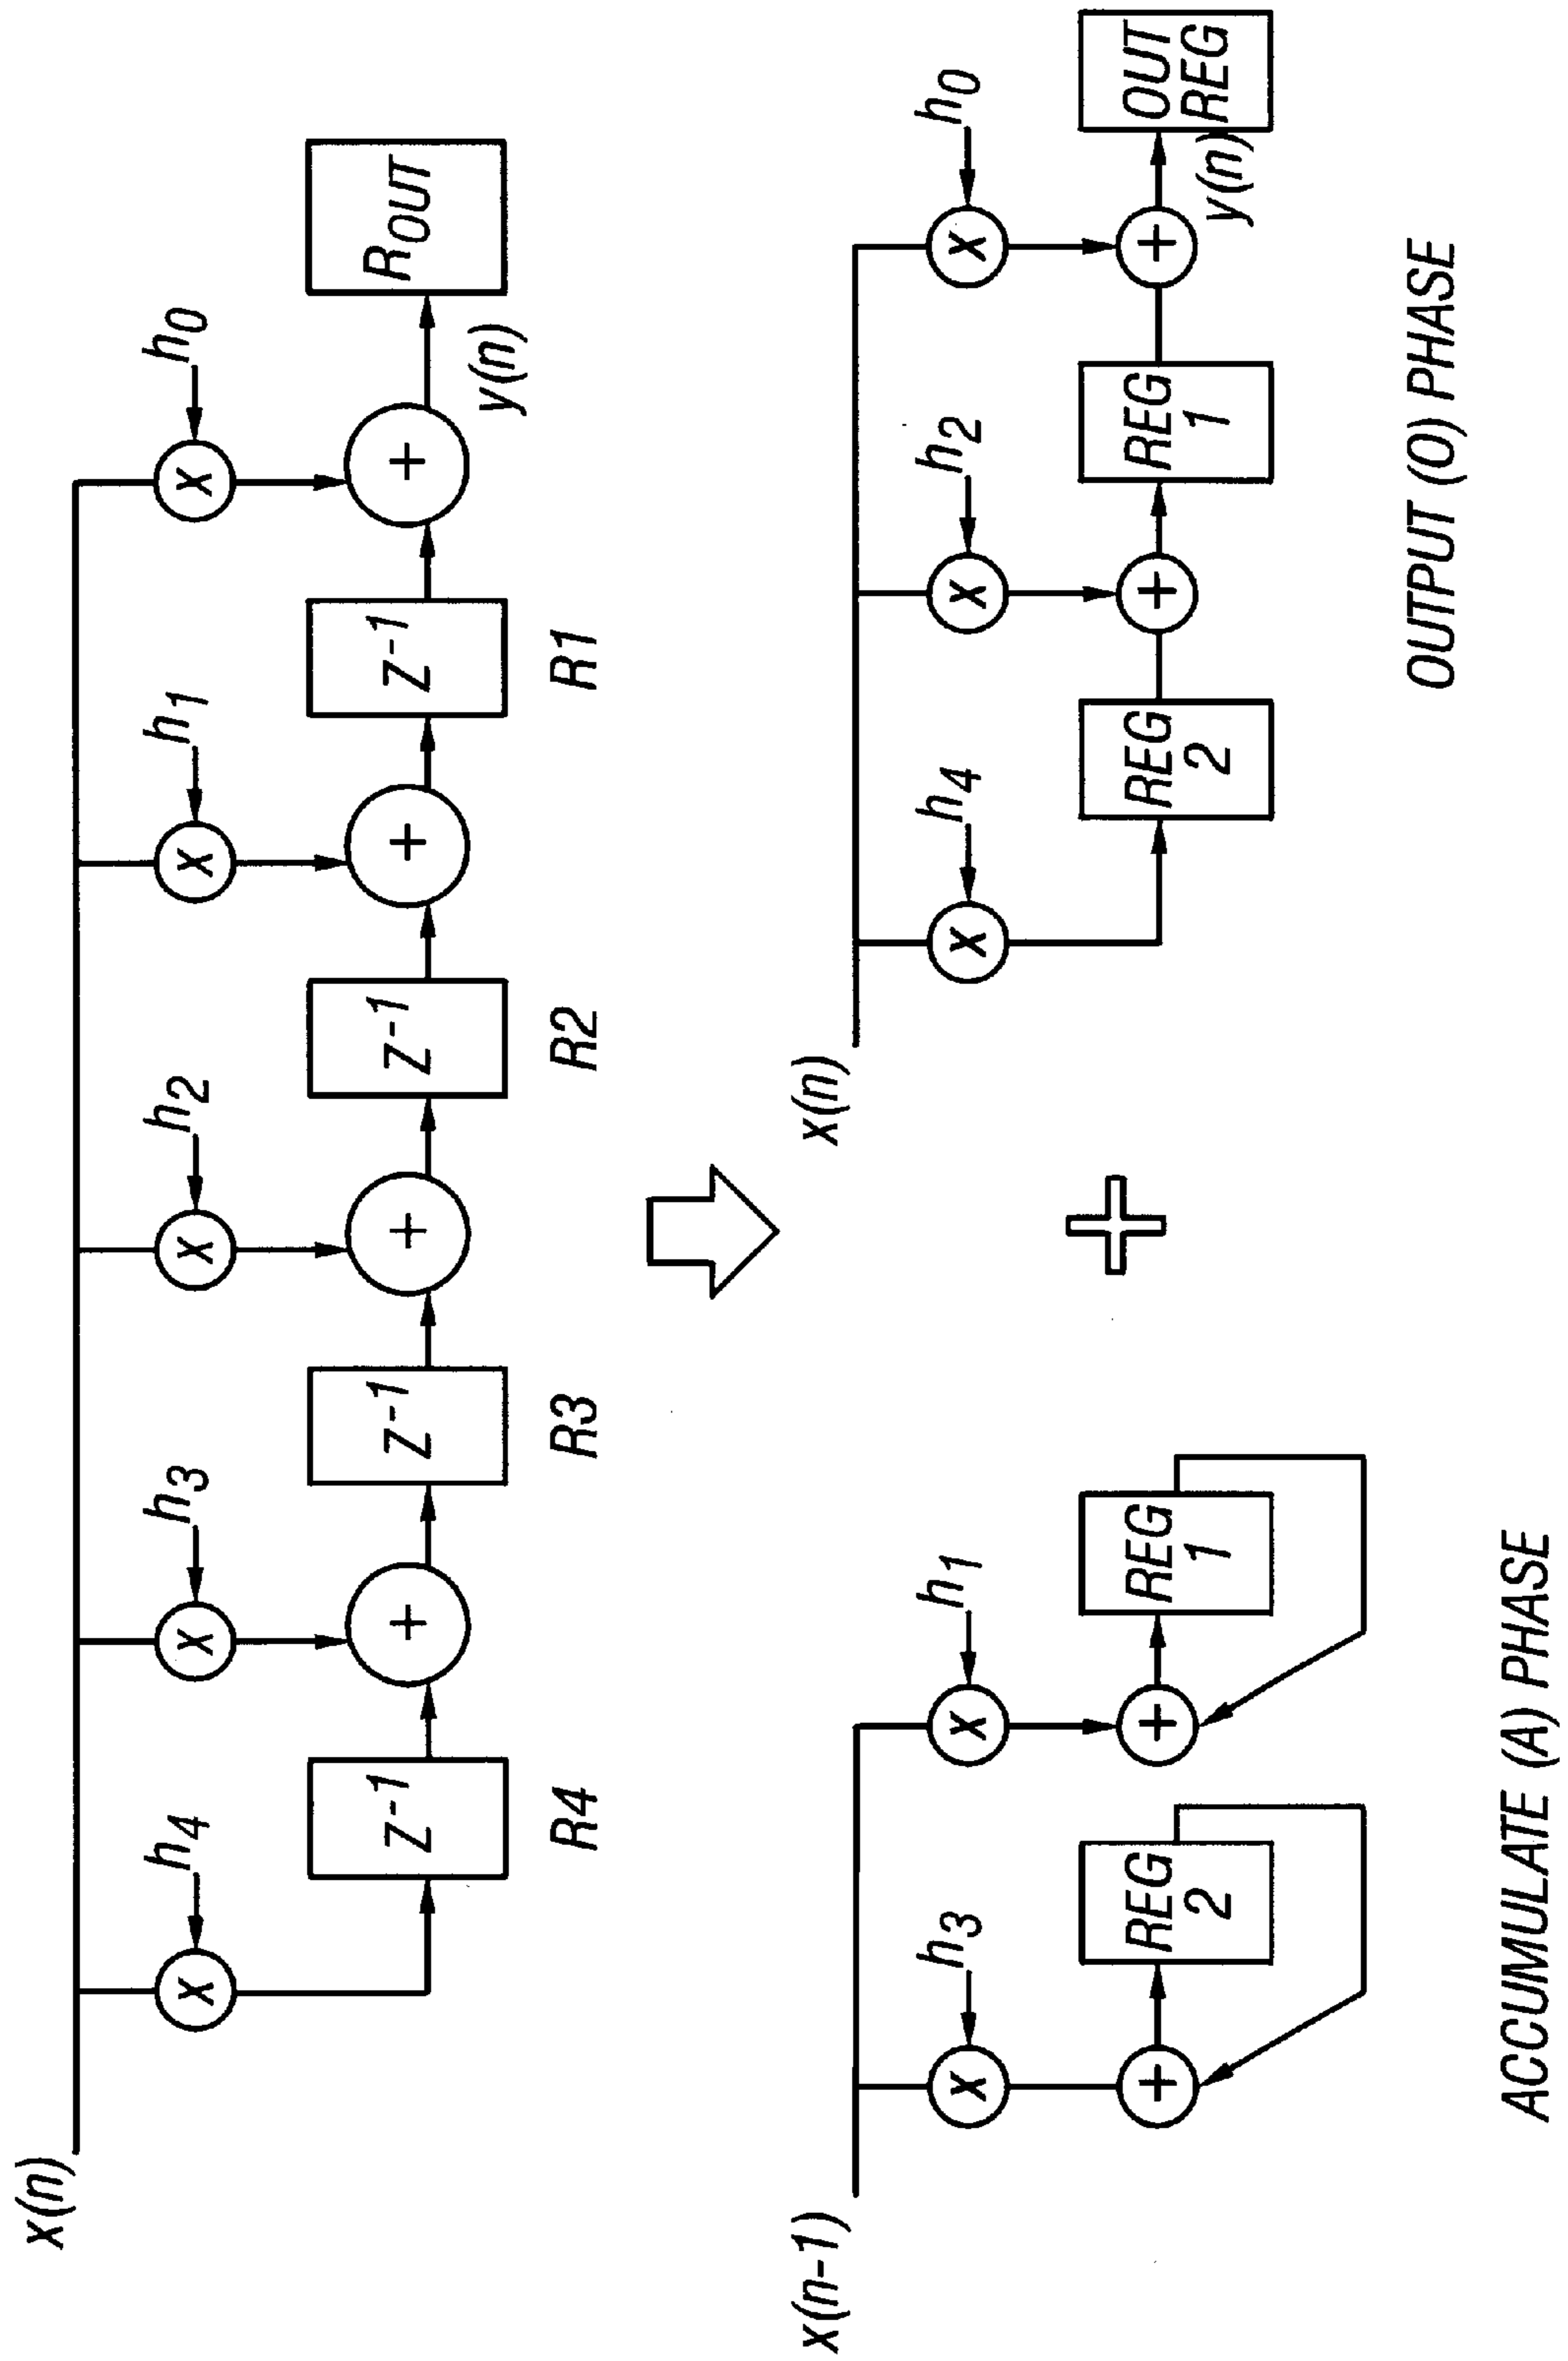 x(n)
h4
h3
h2
h1
h0
X
X
X
X
X
Z-1
+
Z-1
+
Z-1
+
Z-1
+
ROUT
R4
R3
R2
R1
y(n)
x(n-1)
h3
h1
X
X
+
REG
2
+
REG
1
ACCUMULATE (A) PHASE
+
x(n)
h4
h2
h0
X
X
X
REG
2
+
REG
1
+
OUT
REG
y(n)
OUTPUT (O) PHASE